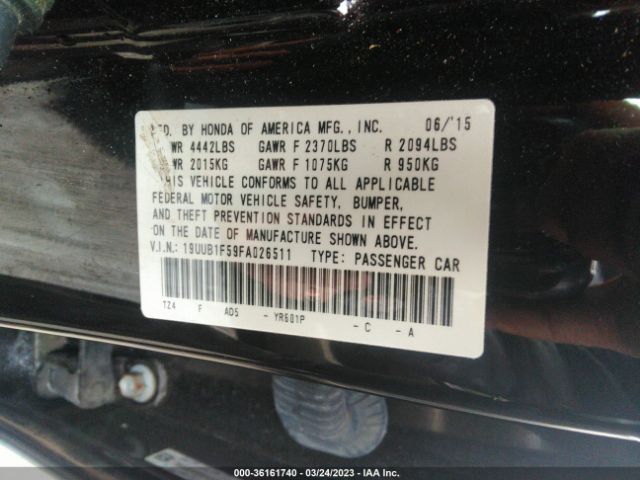 MFD. BY HONDA OF AMERICA MFG., INC. 06/'15
WR 4442LBS GAWR F 2370LBS R 2094LBS
WR 2015KG GAWR F 1075KG R 950KG
THIS VEHICLE CONFORMS TO ALL APPLICABLE
FEDERAL MOTOR VEHICLE SAFETY, BUMPER,
AND THEFT PREVENTION STANDARDS IN EFFECT
ON THE DATE OF MANUFACTURE SHOWN ABOVE.
V.I.N.: 19UUB1F59FA026511 TYPE: PASSENGER CAR
TZ4 F AD5 - YR601P - C - A
000-36161740 - 03/24/2023 - IAA Inc.